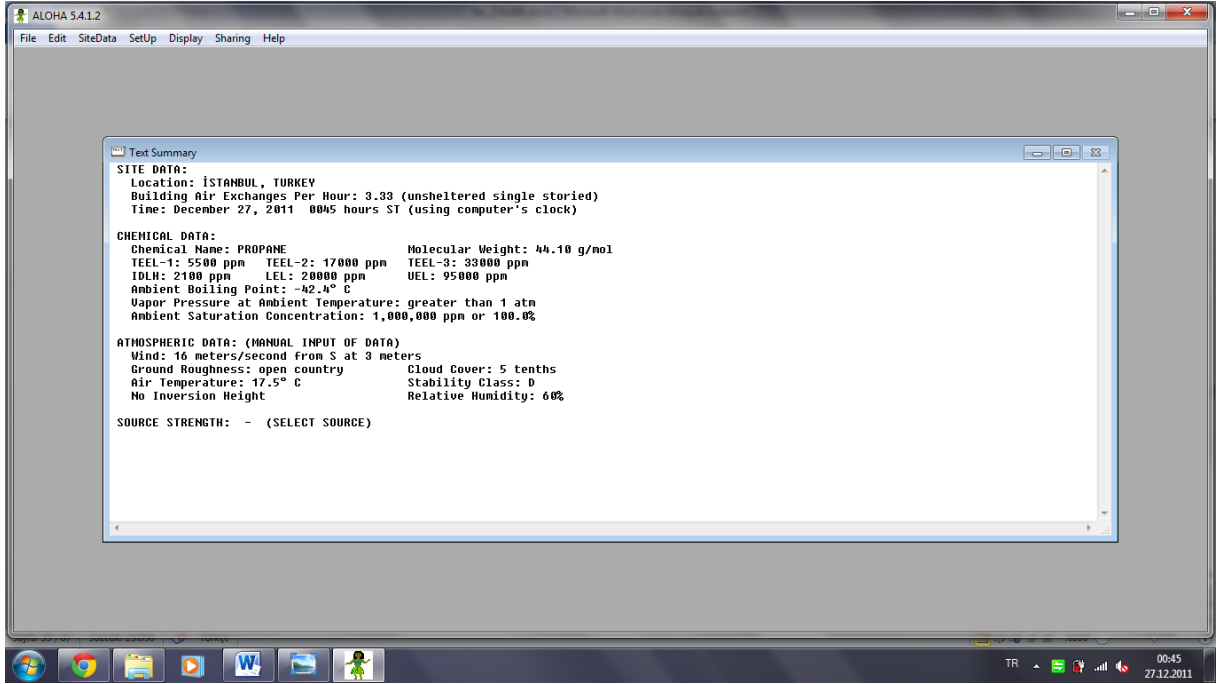 ALOHA 5.4.1.2
File Edit SiteData SetUp Display Sharing Help
Text Summary
SITE DATA:
Location: İSTANBUL, TURKEY
Building Air Exchanges Per Hour: 3.33 (unsheltered single storied)
Time: December 27, 2011 0045 hours ST (using computer's clock)
CHEMICAL DATA:
Chemical Name: PROPANE Molecular Weight: 44.10 g/mol
TEEL-1: 5500 ppm TEEL-2: 17000 ppm TEEL-3: 33000 ppm
IDLH: 2100 ppm LEL: 20000 ppm UEL: 95000 ppm
Ambient Boiling Point: -42.4° C
Vapor Pressure at Ambient Temperature: greater than 1 atm
Ambient Saturation Concentration: 1,000,000 ppm or 100.0%
ATMOSPHERIC DATA: (MANUAL INPUT OF DATA)
Wind: 16 meters/second from S at 3 meters
Ground Roughness: open country Cloud Cover: 5 tenths
Air Temperature: 17.5° C Stability Class: D
No Inversion Height Relative Humidity: 60%
SOURCE STRENGTH: - (SELECT SOURCE)
TR 00:45
27.12.2011